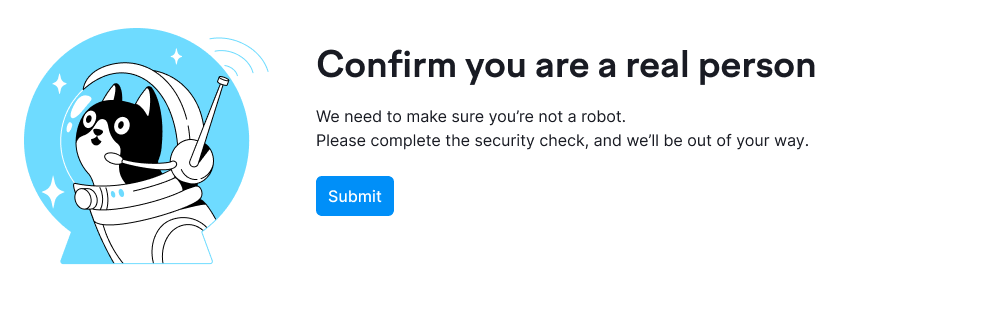 Confirm you are a real person
We need to make sure you’re not a robot.
Please complete the security check, and we’ll be out of your way.
Submit